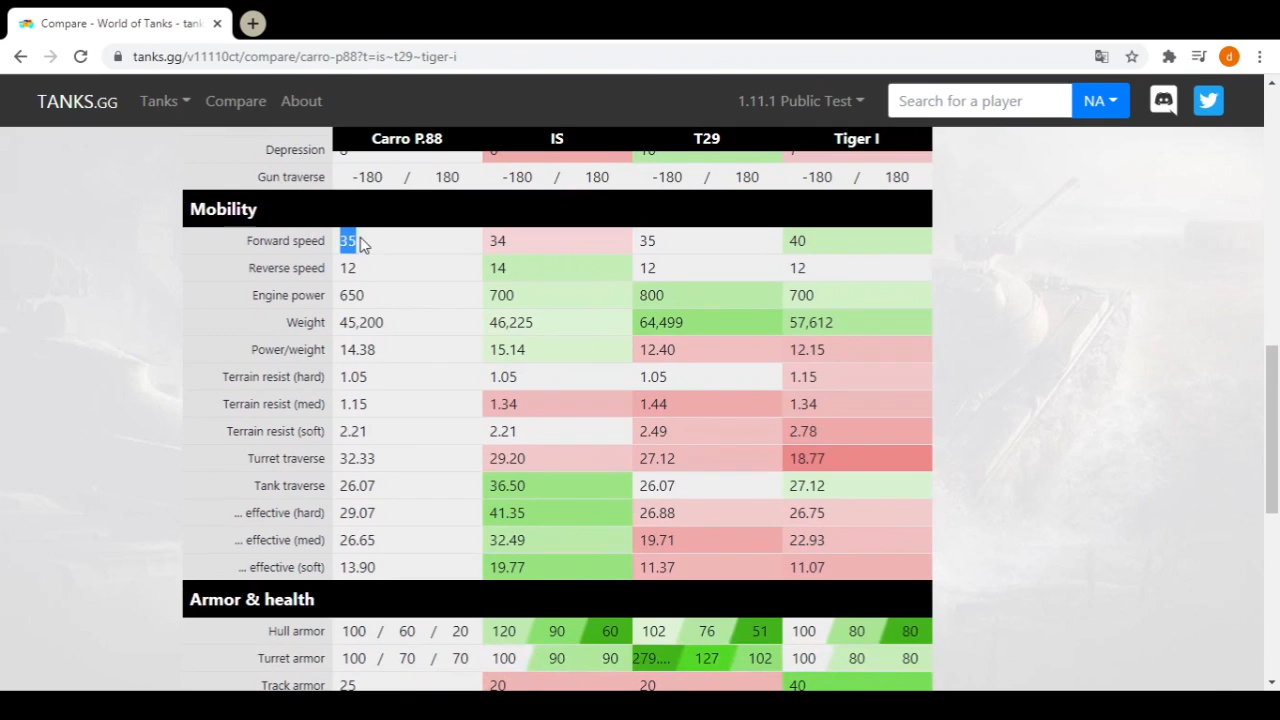 Compare - World of Tanks - tank
tanks.gg/v11110ct/compare/carro-p88?t=is~t29~tiger-i
d
TANKS.GG Tanks Compare About 1.11.1 Public Test Search for a player NA
Carro P.88 IS T29 Tiger I
Depression
Gun traverse -180 / 180 -180 / 180 -180 / 180 -180 / 180
Mobility
Forward speed 35 34 35 40
Reverse speed 12 14 12 12
Engine power 650 700 800 700
Weight 45,200 46,225 64,499 57,612
Power/weight 14.38 15.14 12.40 12.15
Terrain resist (hard) 1.05 1.05 1.05 1.15
Terrain resist (med) 1.15 1.34 1.44 1.34
Terrain resist (soft) 2.21 2.21 2.49 2.78
Turret traverse 32.33 29.20 27.12 18.77
Tank traverse 26.07 36.50 26.07 27.12
... effective (hard) 29.07 41.35 26.88 26.75
... effective (med) 26.65 32.49 19.71 22.93
... effective (soft) 13.90 19.77 11.37 11.07
Armor & health
Hull armor 100 / 60 / 20 120 90 60 102 76 51 100 80 80
Turret armor 100 / 70 / 70 100 90 90 279.... 127 102 100 80 80
Track armor 25 20 20 40